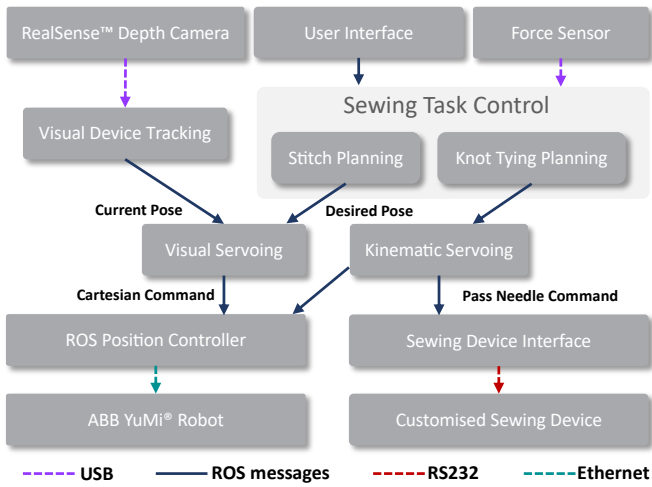 RealSense™ Depth Camera
User Interface
Force Sensor
Sewing Task Control
Visual Device Tracking
Stitch Planning
Knot Tying Planning
Current Pose
Desired Pose
Visual Servoing
Kinematic Servoing
Cartesian Command
Pass Needle Command
ROS Position Controller
Sewing Device Interface
ABB YuMi® Robot
Customised Sewing Device
USB
ROS messages
RS232
Ethernet